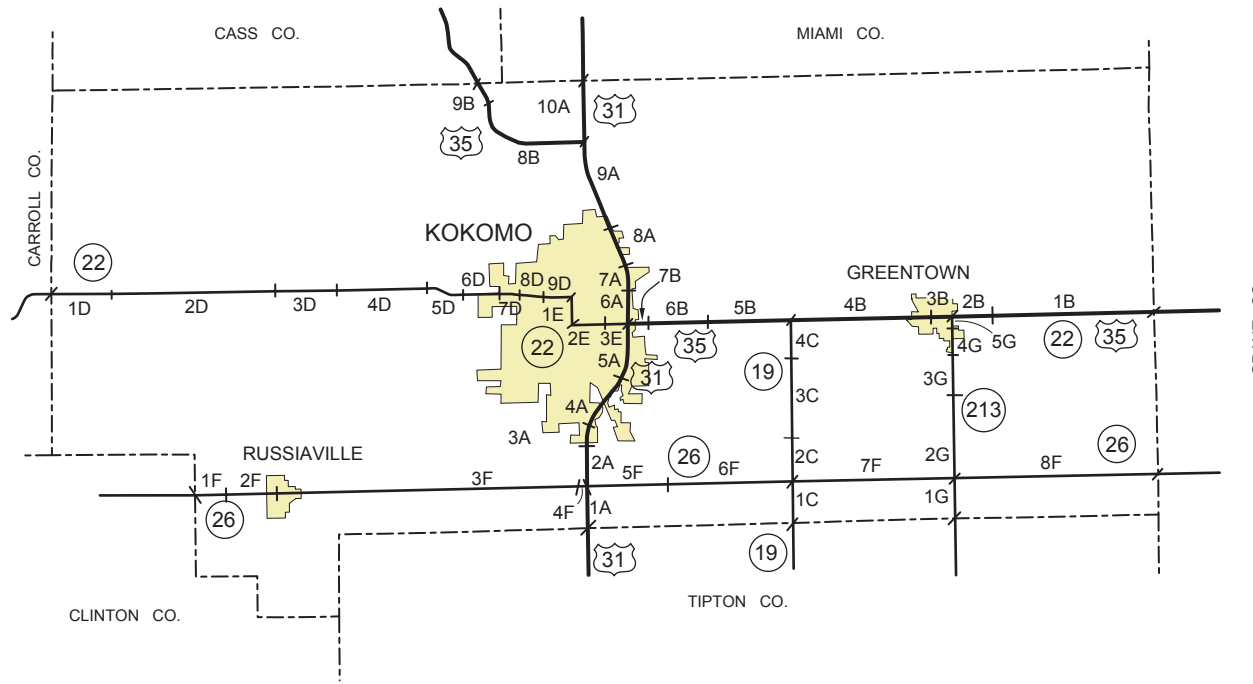 CASS CO.
MIAMI CO.
9B
10A
31
35
8B
CARROLL CO.
9A
KOKOMO
8A
22
GREENTOWN
6D
8D
9D
7A
7B
3B
2B
1D
2D
3D
4D
5D
7D
1E
6A
6B
5B
4B
1B
22
2E
3E
35
4C
4G
5G
22
35
5A
31
19
3G
3C
4A
213
3A
RUSSIAVILLE
2A
26
2C
2G
26
1F
2F
3F
5F
6F
7F
8F
26
4F
1A
1C
1G
31
19
CLINTON CO.
TIPTON CO.